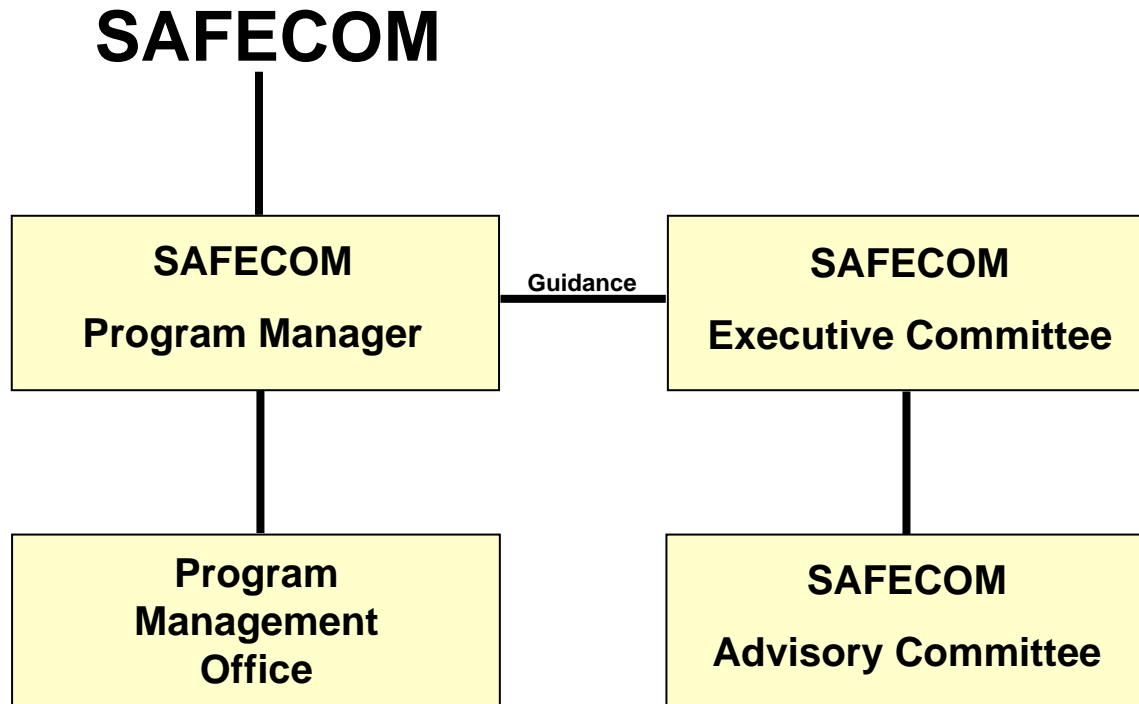 SAFECOM
SAFECOM
Program Manager
Guidance
SAFECOM
Executive Committee
Program
Management
Office
SAFECOM
Advisory Committee